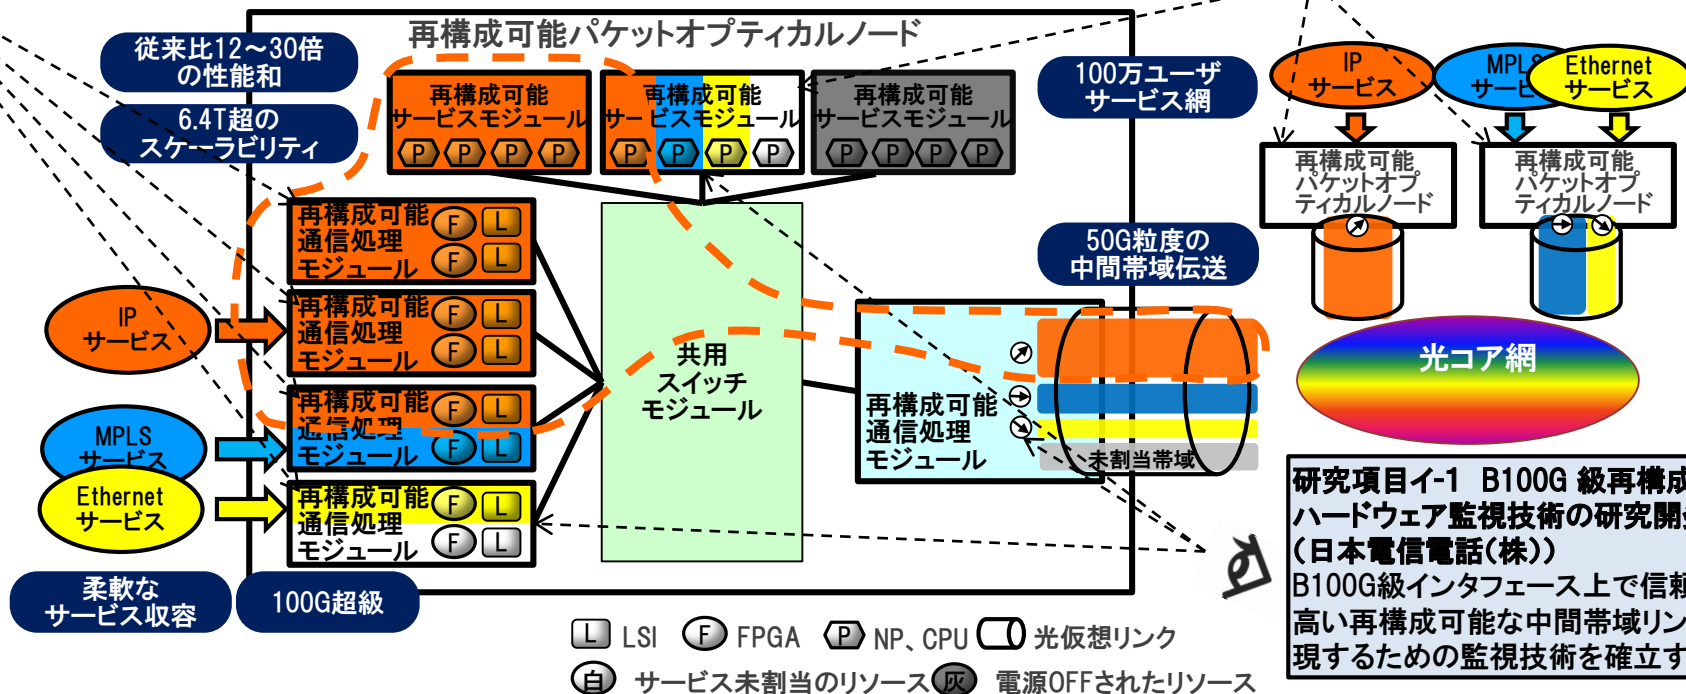 再構成可能パケットオプティカルノード
従来比12～30倍
の性能和
6.4T超の
スケーラビリティ
再構成可能
サービスモジュール
P P P P
再構成可能
サービスモジュール
P P P P
再構成可能
サービスモジュール
P P P P
100万ユーザ
サービス網
50G粒度の
中間帯域伝送
再構成可能
通信処理
モジュール
F L
F L
再構成可能
通信処理
モジュール
F L
F L
再構成可能
通信処理
モジュール
F L
F L
再構成可能
通信処理
モジュール
F L
F L
IP
サービス
MPLS
サービス
Ethernet
サービス
共用
スイッチ
モジュール
再構成可能
通信処理
モジュール
未割当帯域
柔軟な
サービス収容
100G超級
L LSI F FPGA P NP、CPU 光仮想リンク
白 サービス未割当のリソース 灰 電源OFFされたリソース
IP
サービス
MPLS
サービス
Ethernet
サービス
再構成可能
パケットオプ
ティカルノード
再構成可能
パケットオプ
ティカルノード
光コア網
研究項目イ-1 B100G 級再構成
ハードウェア監視技術の研究開
（日本電信電話(株)）
B100G級インタフェース上で信頼
高い再構成可能な中間帯域リン
現するための監視技術を確立す